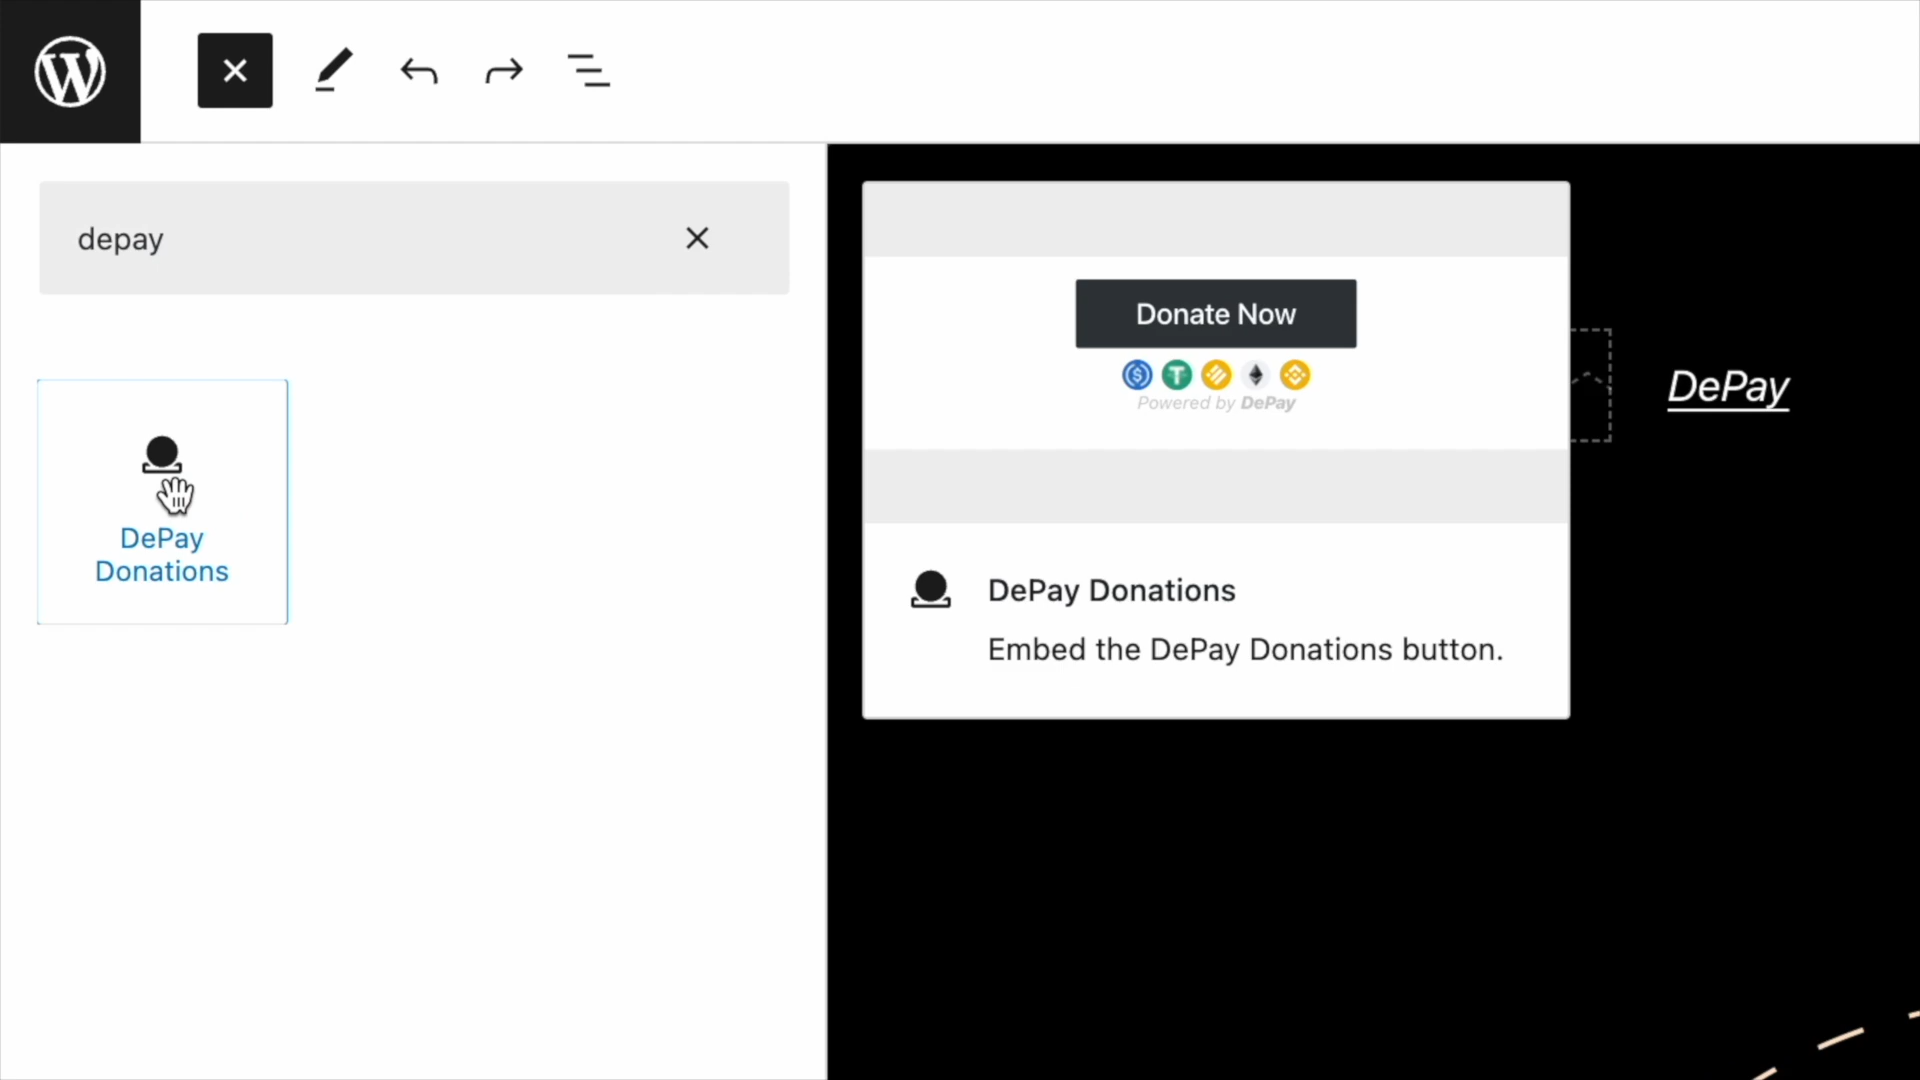 depay
DePay
Donations
Donate Now
Powered by DePay
DePay Donations
Embed the DePay Donations button.
DePay